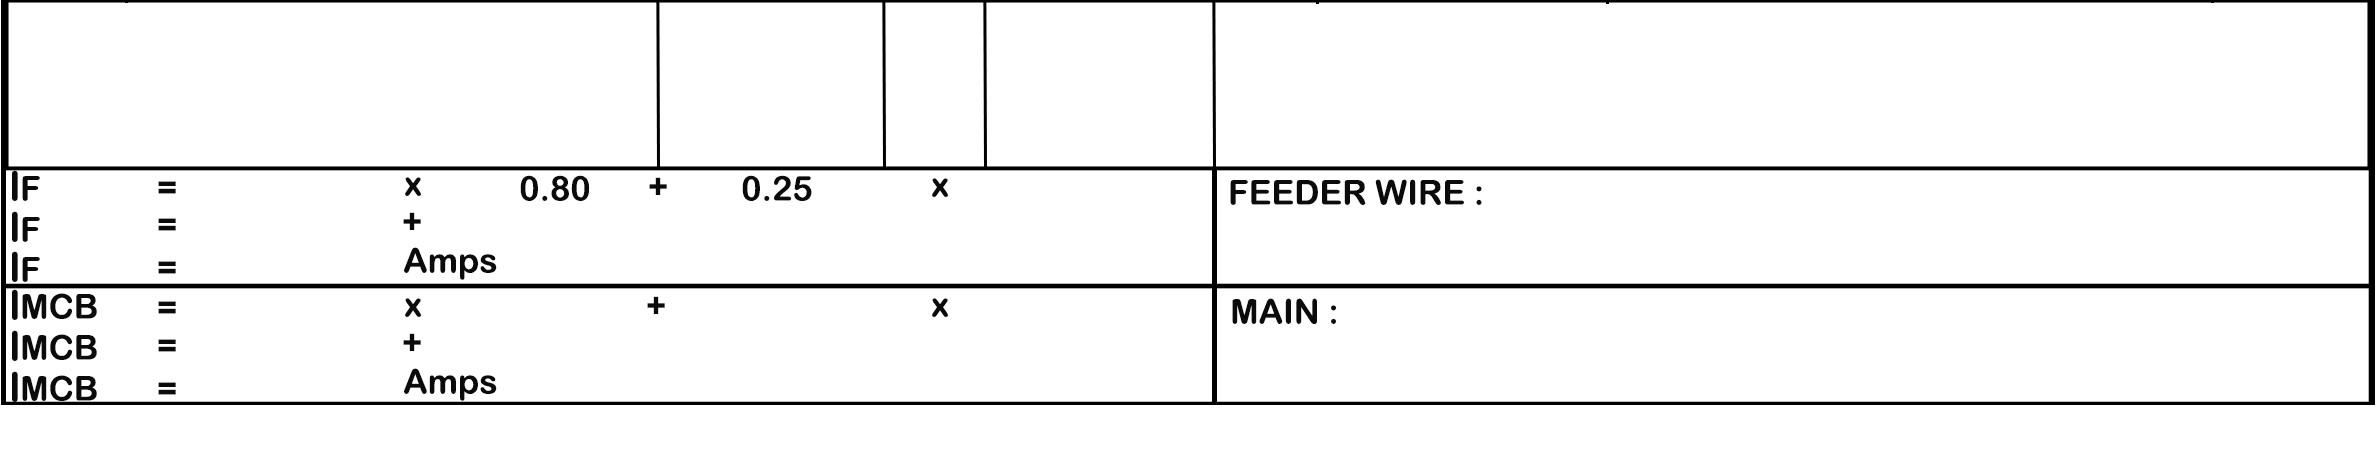 IF = x 0.80 + 0.25 x
IF = +
IF = Amps
FEEDER WIRE :
IMCB = x + x
IMCB = +
IMCB = Amps
MAIN :